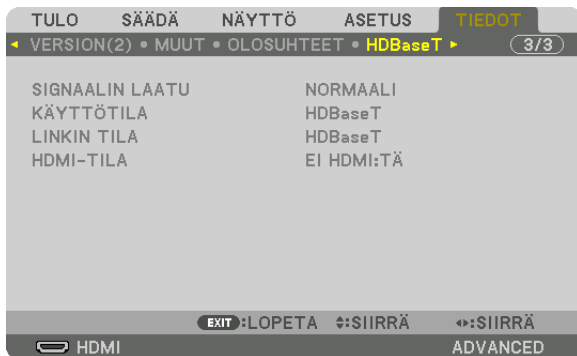 TULO SÄÄDÄ NÄYTTÖ ASETUS TIEDOT
VERSION(2) • MUUT • OLOSUHTEET • HDBaseT 3/3
SIGNAALIN LAATU NORMAALI
KÄYTTÖTILA HDBaseT
LINKIN TILA HDBaseT
HDMI-TILA EI HDMI:TÄ
EXIT:LOPETA :SIIRRÄ :SIIRRÄ
HDMI ADVANCED